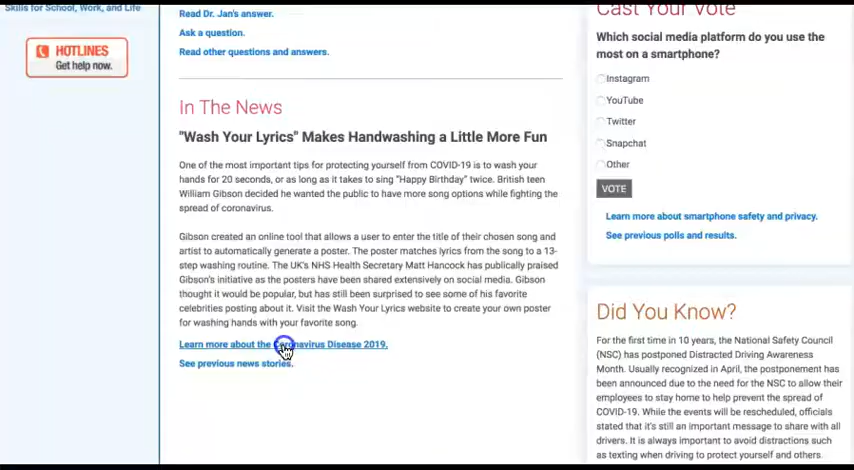 Skills for School, Work, and Life
HOTLINES
Get help now.
Read Dr. Jan's answer.
Ask a question.
Read other questions and answers.
In The News
"Wash Your Lyrics" Makes Handwashing a Little More Fun
One of the most important tips for protecting yourself from COVID-19 is to wash your
hands for 20 seconds, or as long as it takes to sing "Happy Birthday" twice. British teen
William Gibson decided he wanted the public to have more song options while fighting the
spread of coronavirus.
Gibson created an online tool that allows a user to enter the title of their chosen song and
artist to automatically generate a poster. The poster matches lyrics from the song to a 13-
step washing routine. The UK's NHS Health Secretary Matt Hancock has publically praised
Gibson's initiative as the posters have been shared extensively on social media. Gibson
thought it would be popular, but has still been surprised to see some of his favorite
celebrities posting about it. Visit the Wash Your Lyrics website to create your own poster
for washing hands with your favorite song.
Learn more about the Coronavirus Disease 2019.
See previous news stories.
Cast Your Vote
Which social media platform do you use the
most on a smartphone?
Instagram
YouTube
Twitter
Snapchat
Other
VOTE
Learn more about smartphone safety and privacy.
See previous polls and results.
Did You Know?
For the first time in 10 years, the National Safety Council
(NSC) has postponed Distracted Driving Awareness
Month. Usually recognized in April, the postponement has
been announced due to the need for the NSC to allow their
employees to stay home to help prevent the spread of
COVID-19. While the events will be rescheduled, officials
stated that it's still an important message to share with all
drivers. It is always important to avoid distractions such
as texting when driving to protect yourself and others.